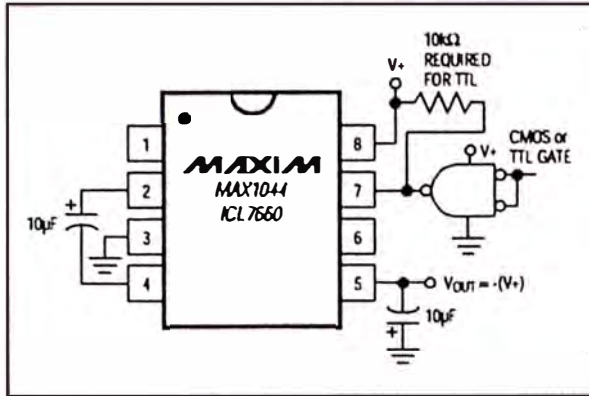 10kΩ
REQUIRED
FOR TTL
V+
CMOS or
TTL GATE
V+
1
2
3
4
8
7
6
5
MAXIM
MAX1044
ICL7660
+
10µF
VOUT = -(V+)
10µF
+